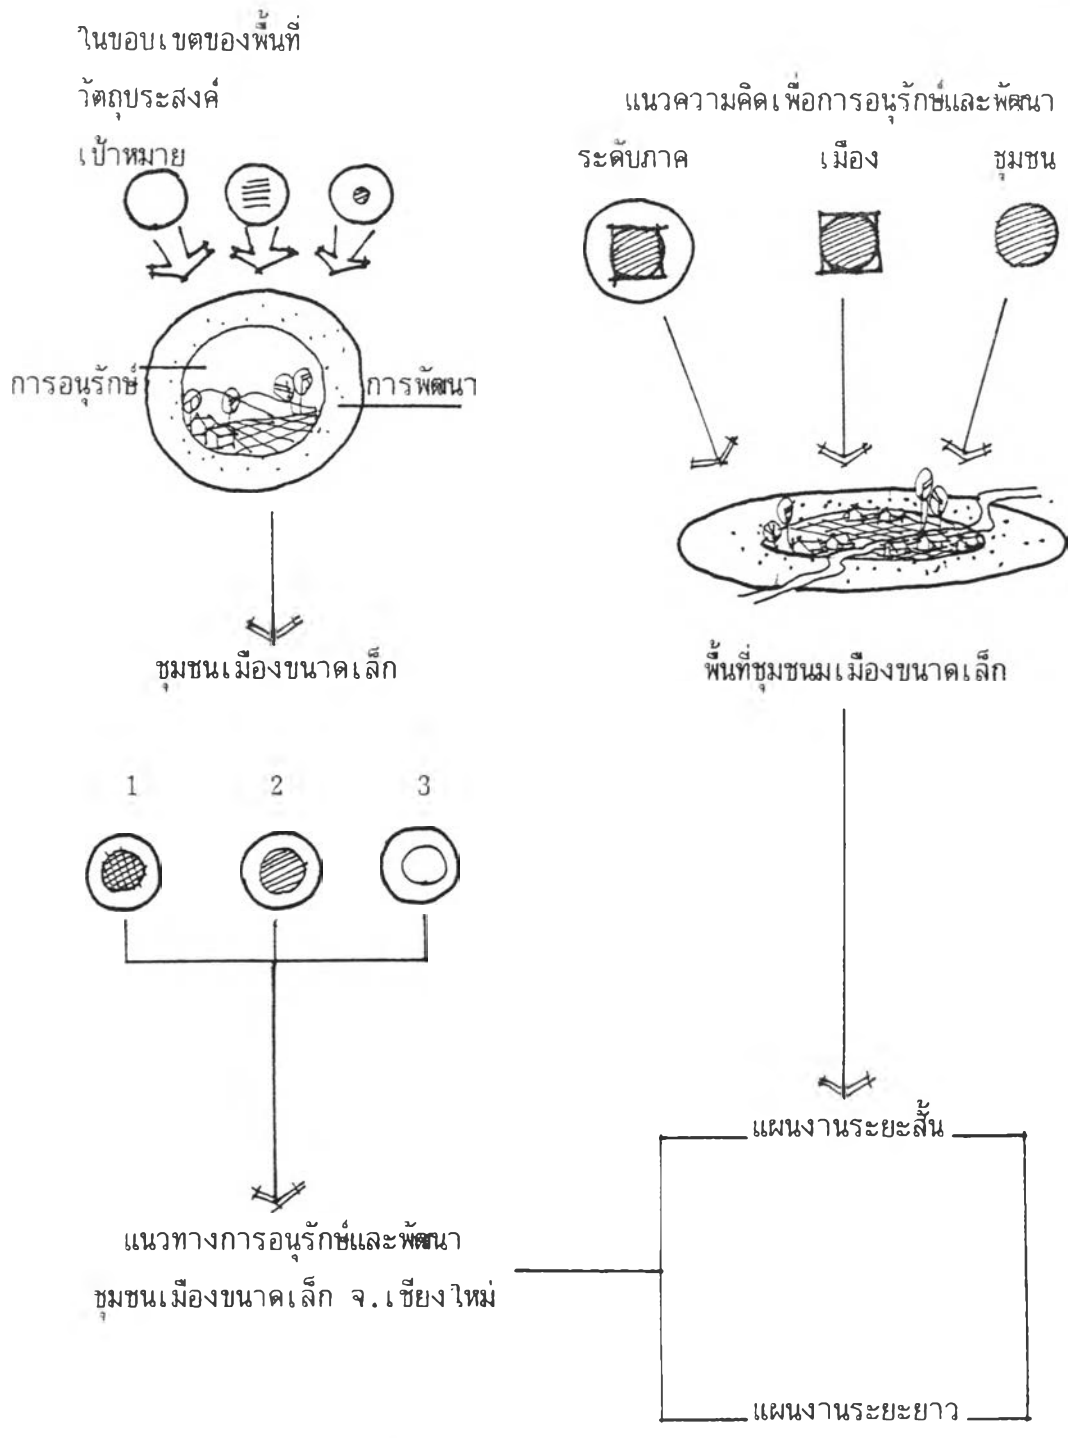 ในขอบเขตของพื้นที่
วัตถุประสงค์
เป้าหมาย
แนวความคิดเพื่อการอนุรักษ์และพัฒนา
ระดับภาค เมือง ชุมชน
การอนุรักษ์ การพัฒนา
ชุมชนเมืองขนาดเล็ก
พื้นที่ชุมชนมเมืองขนาดเล็ก
1 2 3
แผนงานระยะสั้น
แนวทางการอนุรักษ์และพัฒนา
ชุมชนเมืองขนาดเล็ก จ.เชียงใหม่
แผนงานระยะยาว